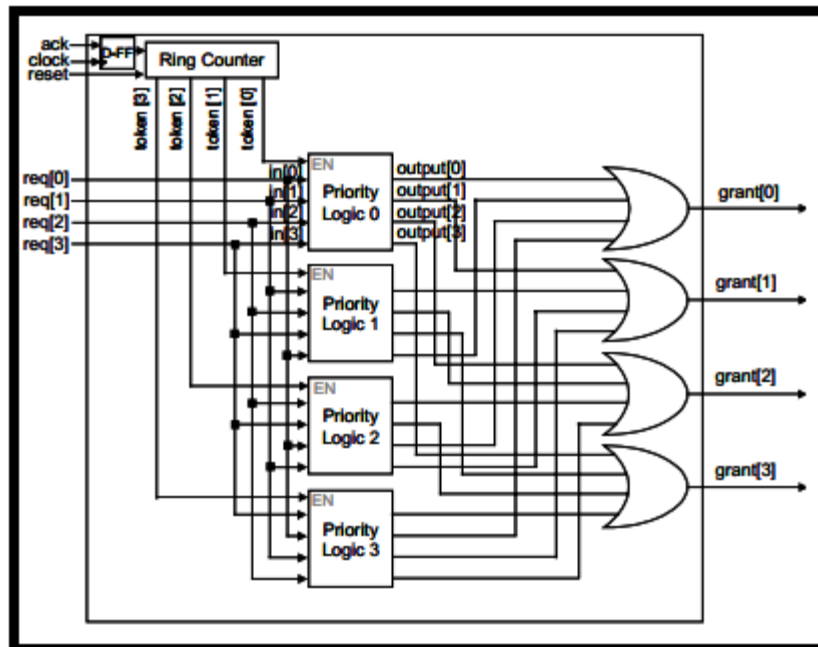 ack
D-FF
clock
reset
Ring Counter
token [3]
token [2]
token [1]
token [0]
req[0]
req[1]
req[2]
req[3]
in[0]
in[1]
in[2]
in[3]
EN
Priority
Logic 0
output[0]
output[1]
output[2]
output[3]
EN
Priority
Logic 1
EN
Priority
Logic 2
EN
Priority
Logic 3
grant[0]
grant[1]
grant[2]
grant[3]